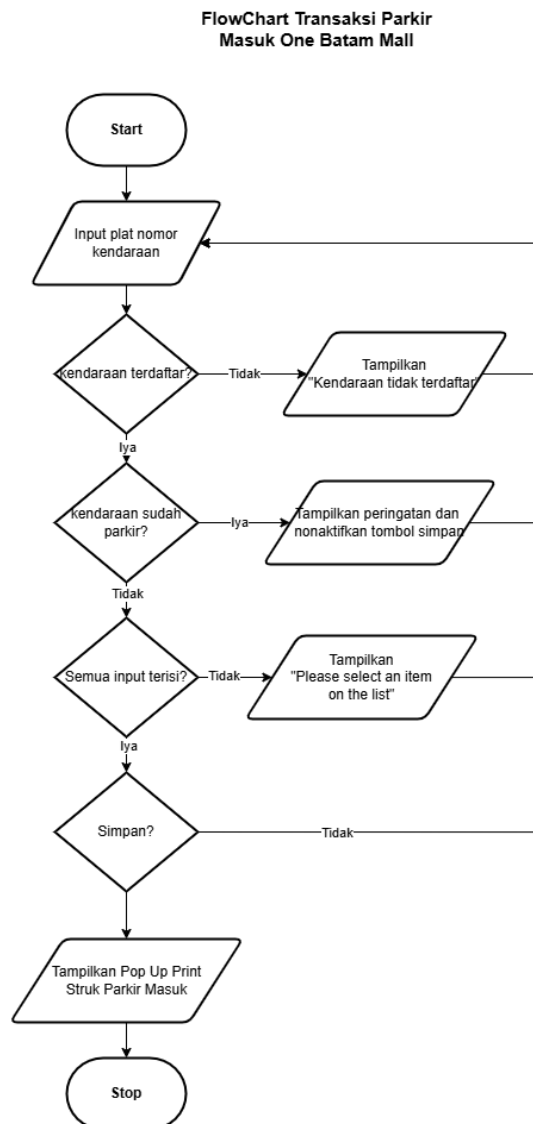 FlowChart Transaksi Parkir
Masuk One Batam Mall
Start
Input plat nomor
kendaraan
kendaraan terdaftar?
Tidak
Tampilkan
"Kendaraan tidak terdaftar"
Iya
kendaraan sudah
parkir?
Iya
Tampilkan peringatan dan
nonaktifkan tombol simpan
Tidak
Semua input terisi?
Tidak
Tampilkan
"Please select an item
on the list"
Iya
Simpan?
Tidak
Tampilkan Pop Up Print
Struk Parkir Masuk
Stop